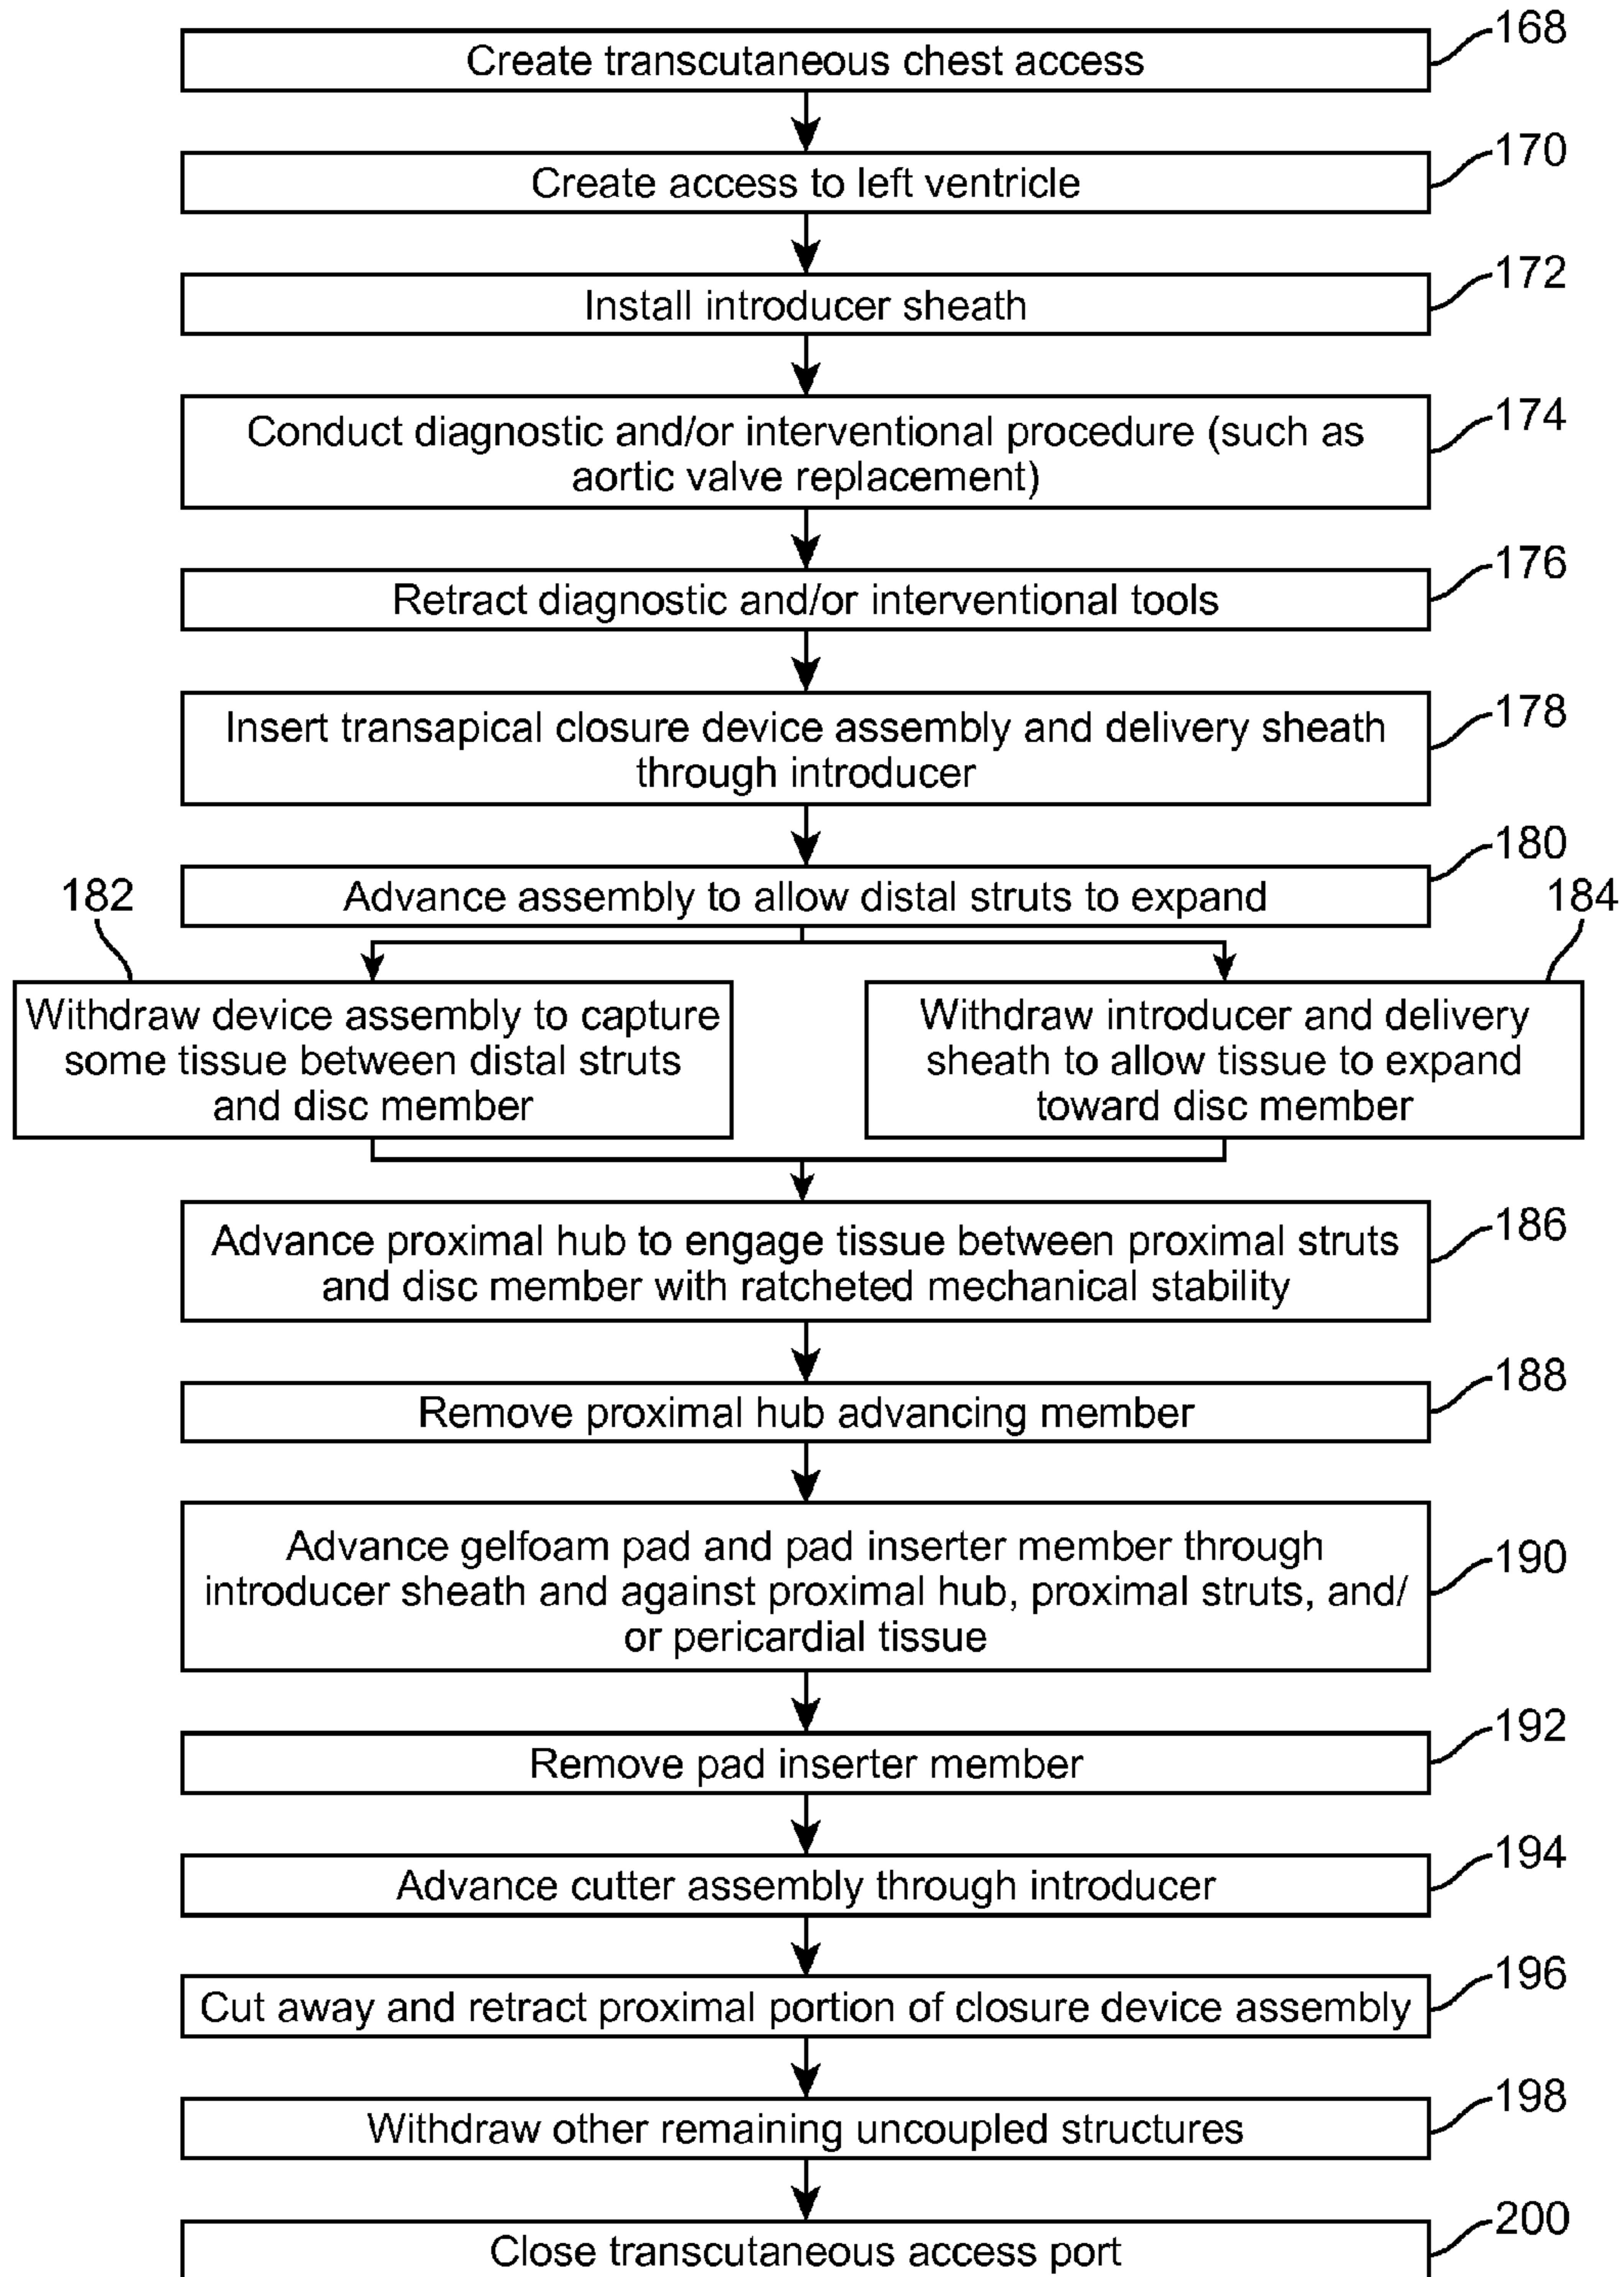 168
Create transcutaneous chest access
170
Create access to left ventricle
172
Install introducer sheath
174
Conduct diagnostic and/or interventional procedure (such as
aortic valve replacement)
176
Retract diagnostic and/or interventional tools
178
Insert transapical closure device assembly and delivery sheath
through introducer
180
Advance assembly to allow distal struts to expand
182
Withdraw device assembly to capture
some tissue between distal struts
and disc member
184
Withdraw introducer and delivery
sheath to allow tissue to expand
toward disc member
186
Advance proximal hub to engage tissue between proximal struts
and disc member with ratcheted mechanical stability
188
Remove proximal hub advancing member
190
Advance gelfoam pad and pad inserter member through
introducer sheath and against proximal hub, proximal struts, and/
or pericardial tissue
192
Remove pad inserter member
194
Advance cutter assembly through introducer
196
Cut away and retract proximal portion of closure device assembly
198
Withdraw other remaining uncoupled structures
200
Close transcutaneous access port